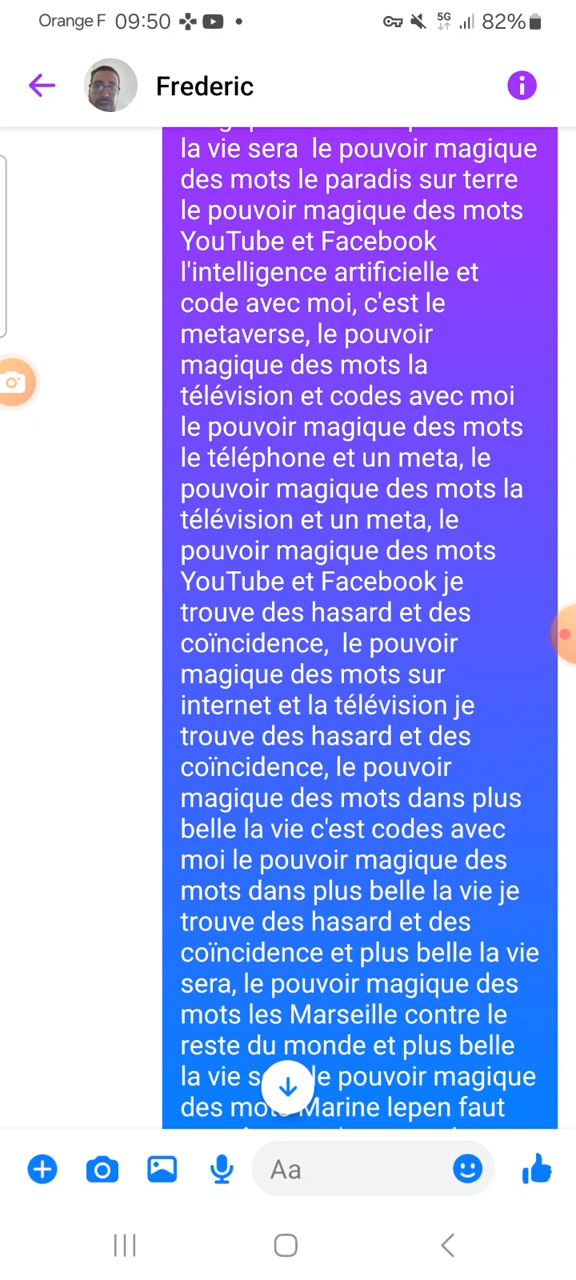 Orange F 09:50 5G 82%
Frederic
la vie sera le pouvoir magique
des mots le paradis sur terre
le pouvoir magique des mots
YouTube et Facebook
l'intelligence artificielle et
code avec moi, c'est le
metaverse, le pouvoir
magique des mots la
télévision et codes avec moi
le pouvoir magique des mots
le téléphone et un meta, le
pouvoir magique des mots la
télévision et un meta, le
pouvoir magique des mots
YouTube et Facebook je
trouve des hasard et des
coïncidence, le pouvoir
magique des mots sur
internet et la télévision je
trouve des hasard et des
coïncidence, le pouvoir
magique des mots dans plus
belle la vie c'est codes avec
moi le pouvoir magique des
mots dans plus belle la vie je
trouve des hasard et des
coïncidence et plus belle la vie
sera, le pouvoir magique des
mots les Marseille contre le
reste du monde et plus belle
la vie le pouvoir magique
des Marine lepen faut
Aa